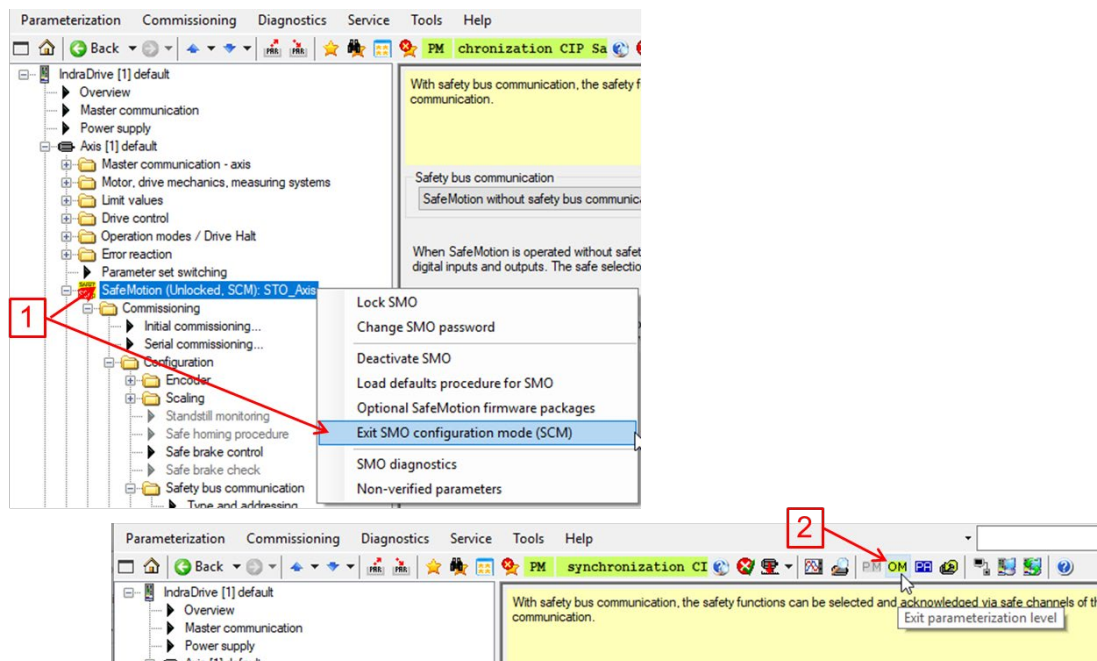 Parameterization Commissioning Diagnostics Service Tools Help
Back PRR PRR PM chronization CIP Sa
IndraDrive [1] default
Overview
Master communication
Power supply
Axis [1] default
Master communication - axis
Motor, drive mechanics, measuring systems
Limit values
Drive control
Operation modes / Drive Halt
Error reaction
Parameter set switching
SafeMotion (Unlocked, SCM): STO_Axis
Commissioning
Initial commissioning...
Serial commissioning...
Configuration
Encoder
Scaling
Standstill monitoring
Safe homing procedure
Safe brake control
Safe brake check
Safety bus communication
Type and addressing
With safety bus communication, the safety f
communication.
Safety bus communication
SafeMotion without safety bus communic
When SafeMotion is operated without safet
digital inputs and outputs. The safe selectio
1
Lock SMO
Change SMO password
Deactivate SMO
Load defaults procedure for SMO
Optional SafeMotion firmware packages
Exit SMO configuration mode (SCM)
SMO diagnostics
Non-verified parameters
2
Parameterization Commissioning Diagnostics Service Tools Help
Back PRR PRR PM synchronization CI PM OM
IndraDrive [1] default
Overview
Master communication
Power supply
With safety bus communication, the safety functions can be selected and acknowledged via safe channels of th
communication.
Exit parameterization level